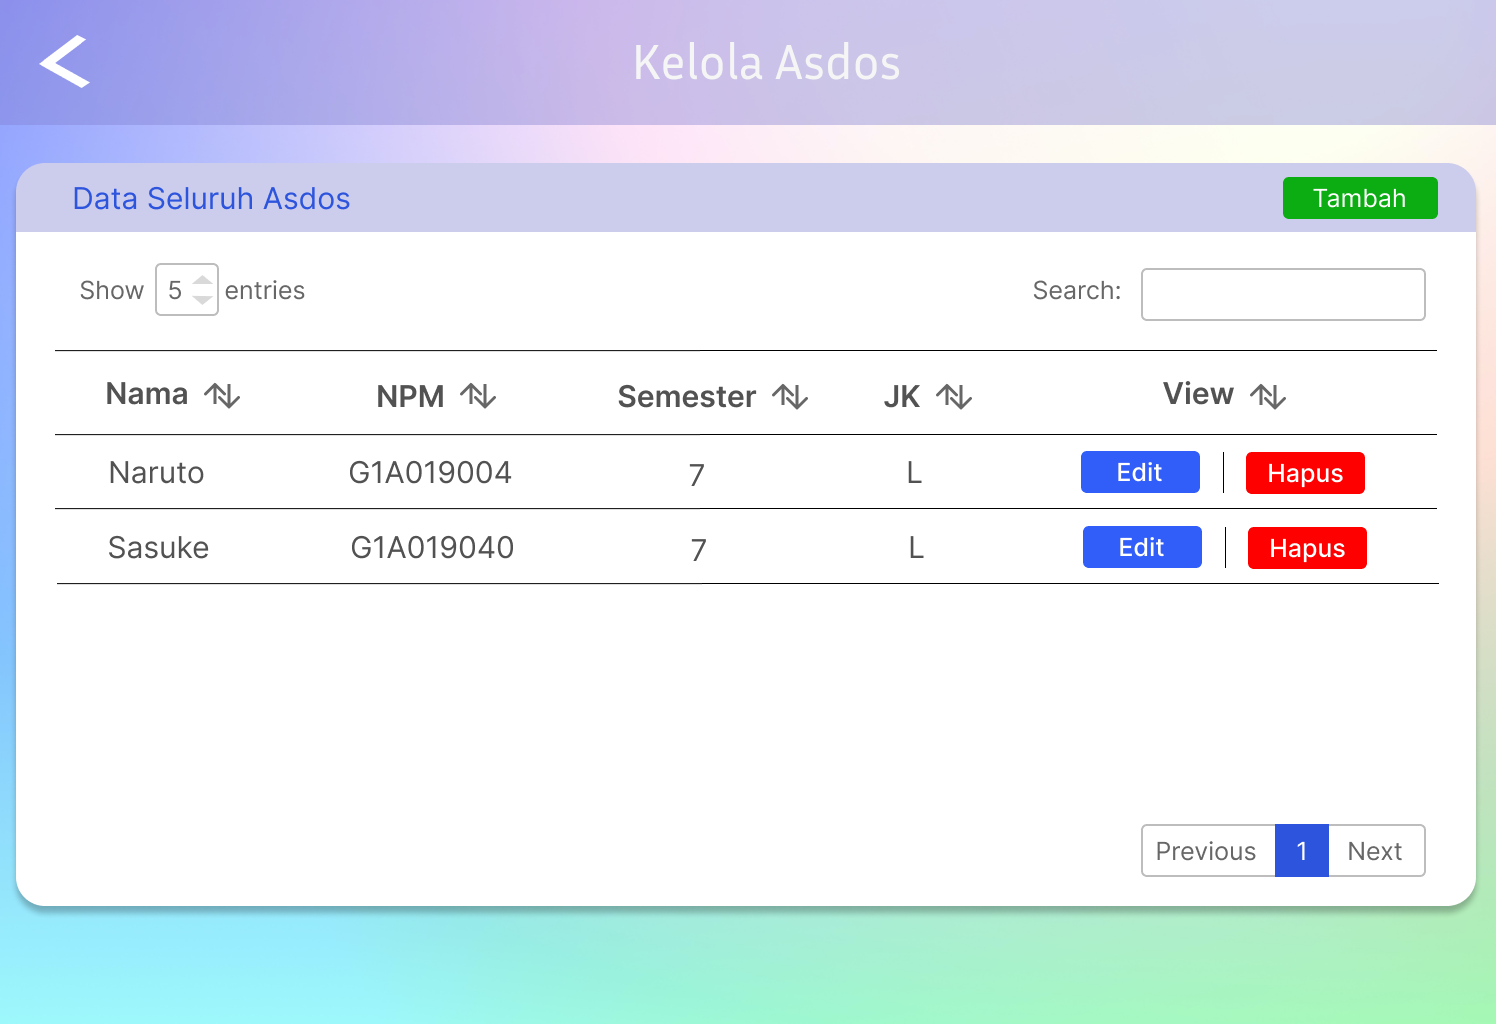 Kelola Asdos
Data Seluruh Asdos Tambah
Show 5 entries Search:
Nama NPM Semester JK View
Naruto G1A019004 7 L Edit Hapus
Sasuke G1A019040 7 L Edit Hapus
Previous 1 Next